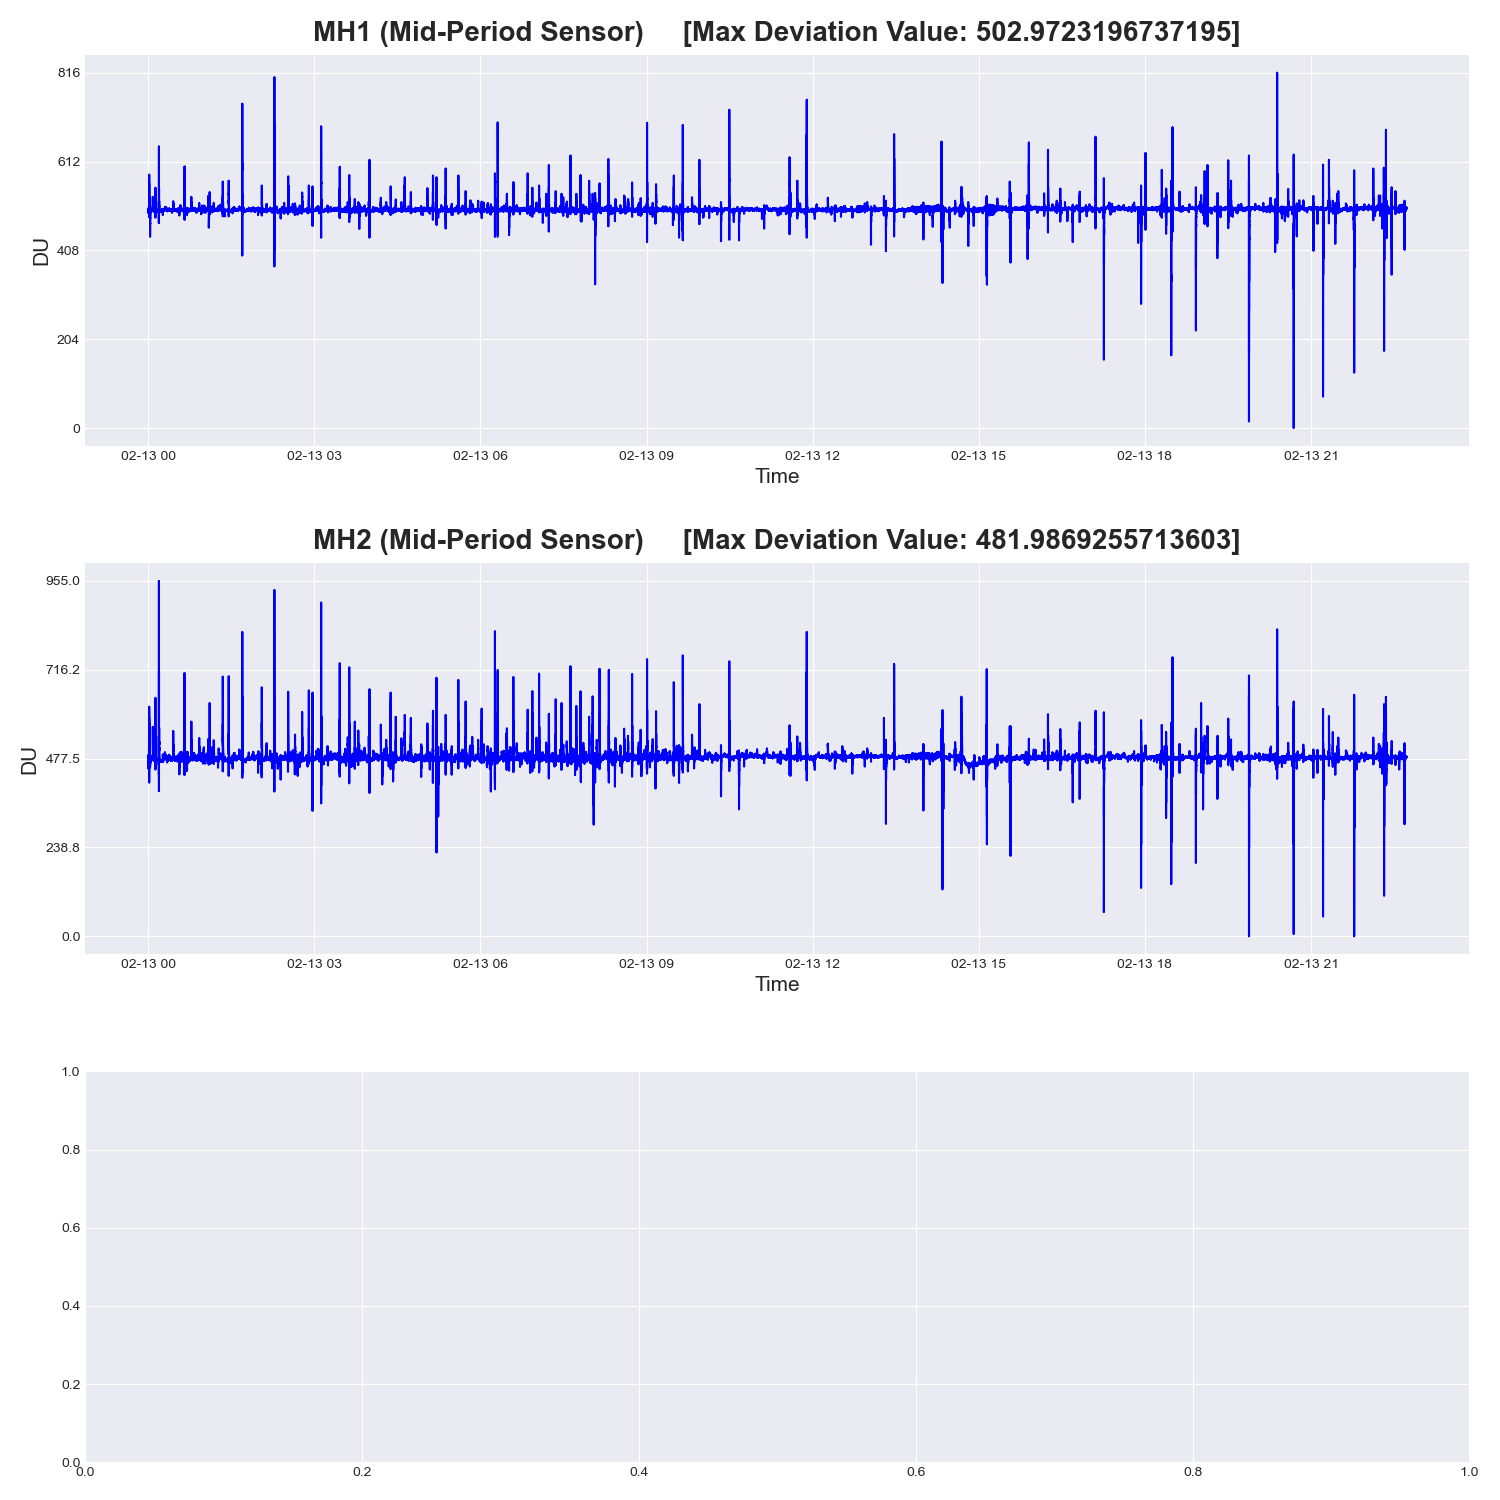 MH1 (Mid-Period Sensor) [Max Deviation Value: 502.9723196737195]
816
612
408
204
0
DU
02-13 00 02-13 03 02-13 06 02-13 09 02-13 12 02-13 15 02-13 18 02-13 21
Time
MH2 (Mid-Period Sensor) [Max Deviation Value: 481.9869255713603]
955.0
716.2
477.5
238.8
0.0
DU
02-13 00 02-13 03 02-13 06 02-13 09 02-13 12 02-13 15 02-13 18 02-13 21
Time
1.0
0.8
0.6
0.4
0.2
0.0
0.0 0.2 0.4 0.6 0.8 1.0